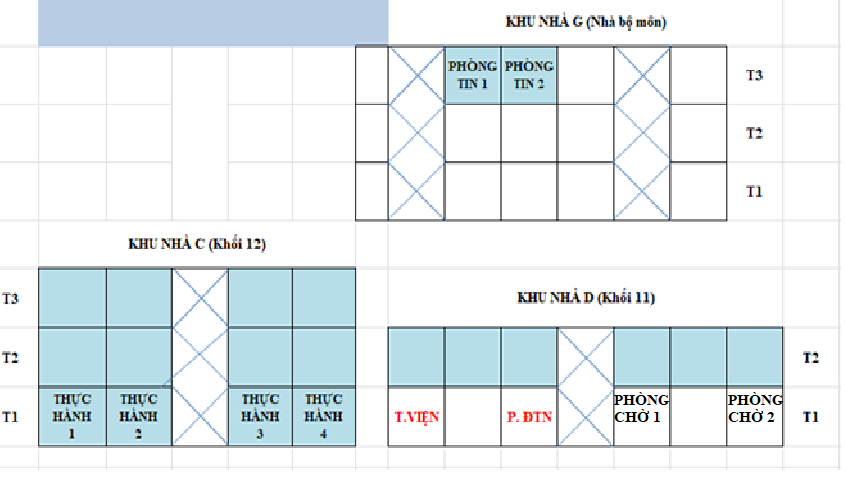 KHU NHÀ G (Nhà bộ môn)
PHÒNG PHÒNG
TIN 1 TIN 2
T3
T2
T1
KHU NHÀ C (Khối 12)
T3
T2
THỰC THỰC THỰC THỰC
T1 HÀNH HÀNH HÀNH HÀNH
1 2 3 4
KHU NHÀ D (Khối 11)
T2
PHÒNG PHÒNG
T.VIỆN P. ĐTN CHỜ 1 CHỜ 2 T1